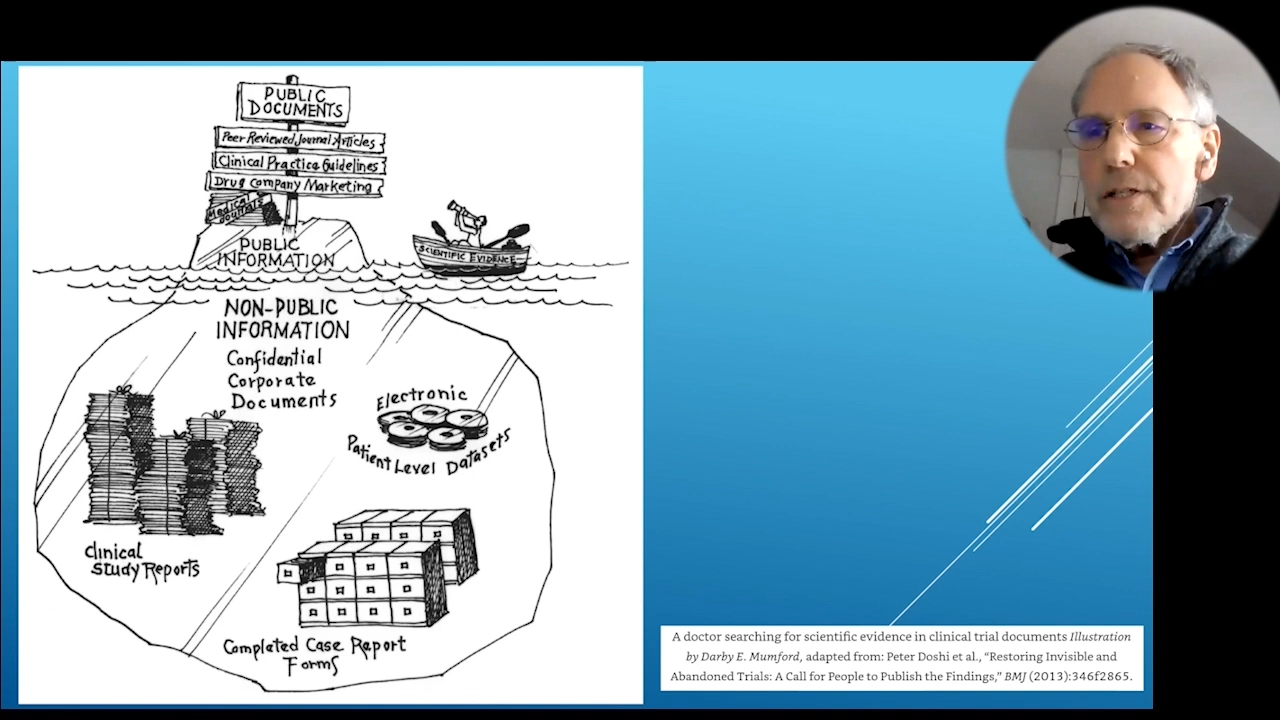 PUBLIC
DOCUMENTS
Peer Reviewed Journal Articles
Clinical Practice Guidelines
Drug Company Marketing
Medical
Journals
PUBLIC
INFORMATION
SCIENTIFIC EVIDENCE
NON-PUBLIC
INFORMATION
Confidential
Corporate
Documents
Electronic
Patient Level Datasets
Clinical
Study Reports
Completed Case Report
Forms
A doctor searching for scientific evidence in clinical trial documents Illustration
by Darby E. Mumford, adapted from: Peter Doshi et al., “Restoring Invisible and
Abandoned Trials: A Call for People to Publish the Findings,” BMJ (2013):346f2865.